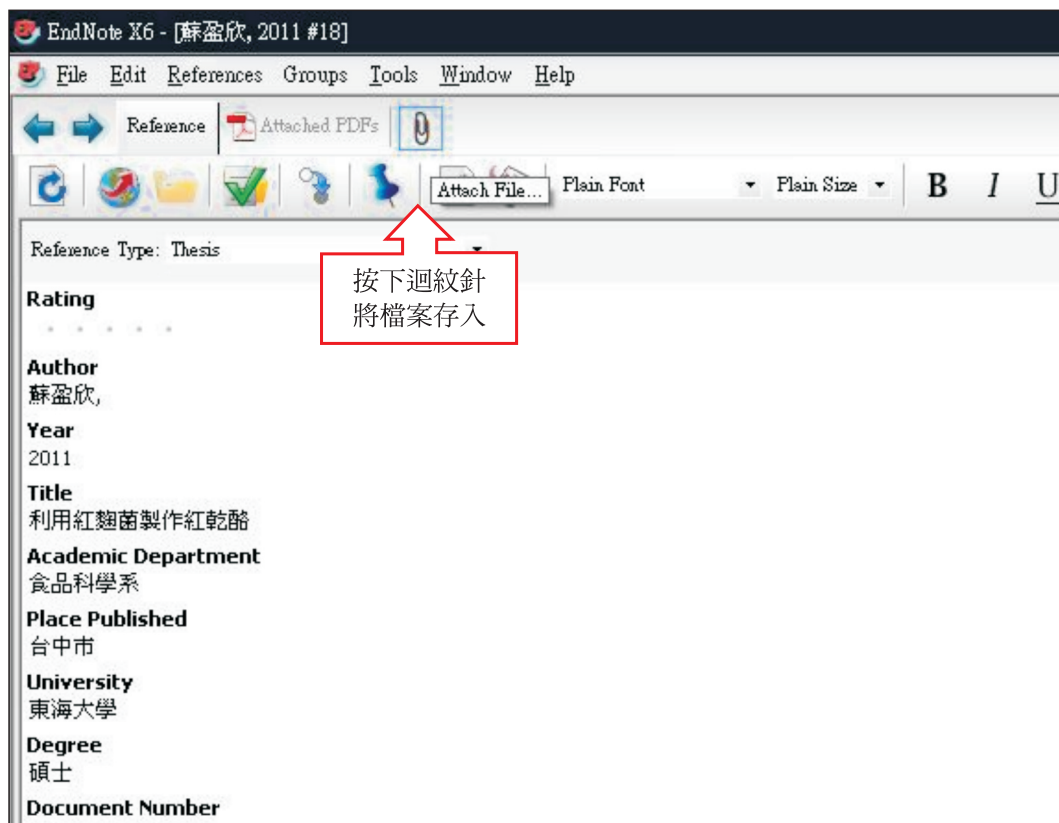 EndNote X6 - [蘇盈欣, 2011 #18]
File Edit References Groups Tools Window Help
Reference Attached PDFs
Attach File... Plain Font Plain Size B I U
Reference Type: Thesis
按下迴紋針
將檔案存入
Rating
Author
蘇盈欣,
Year
2011
Title
利用紅麴菌製作紅乾酪
Academic Department
食品科學系
Place Published
台中市
University
東海大學
Degree
碩士
Document Number